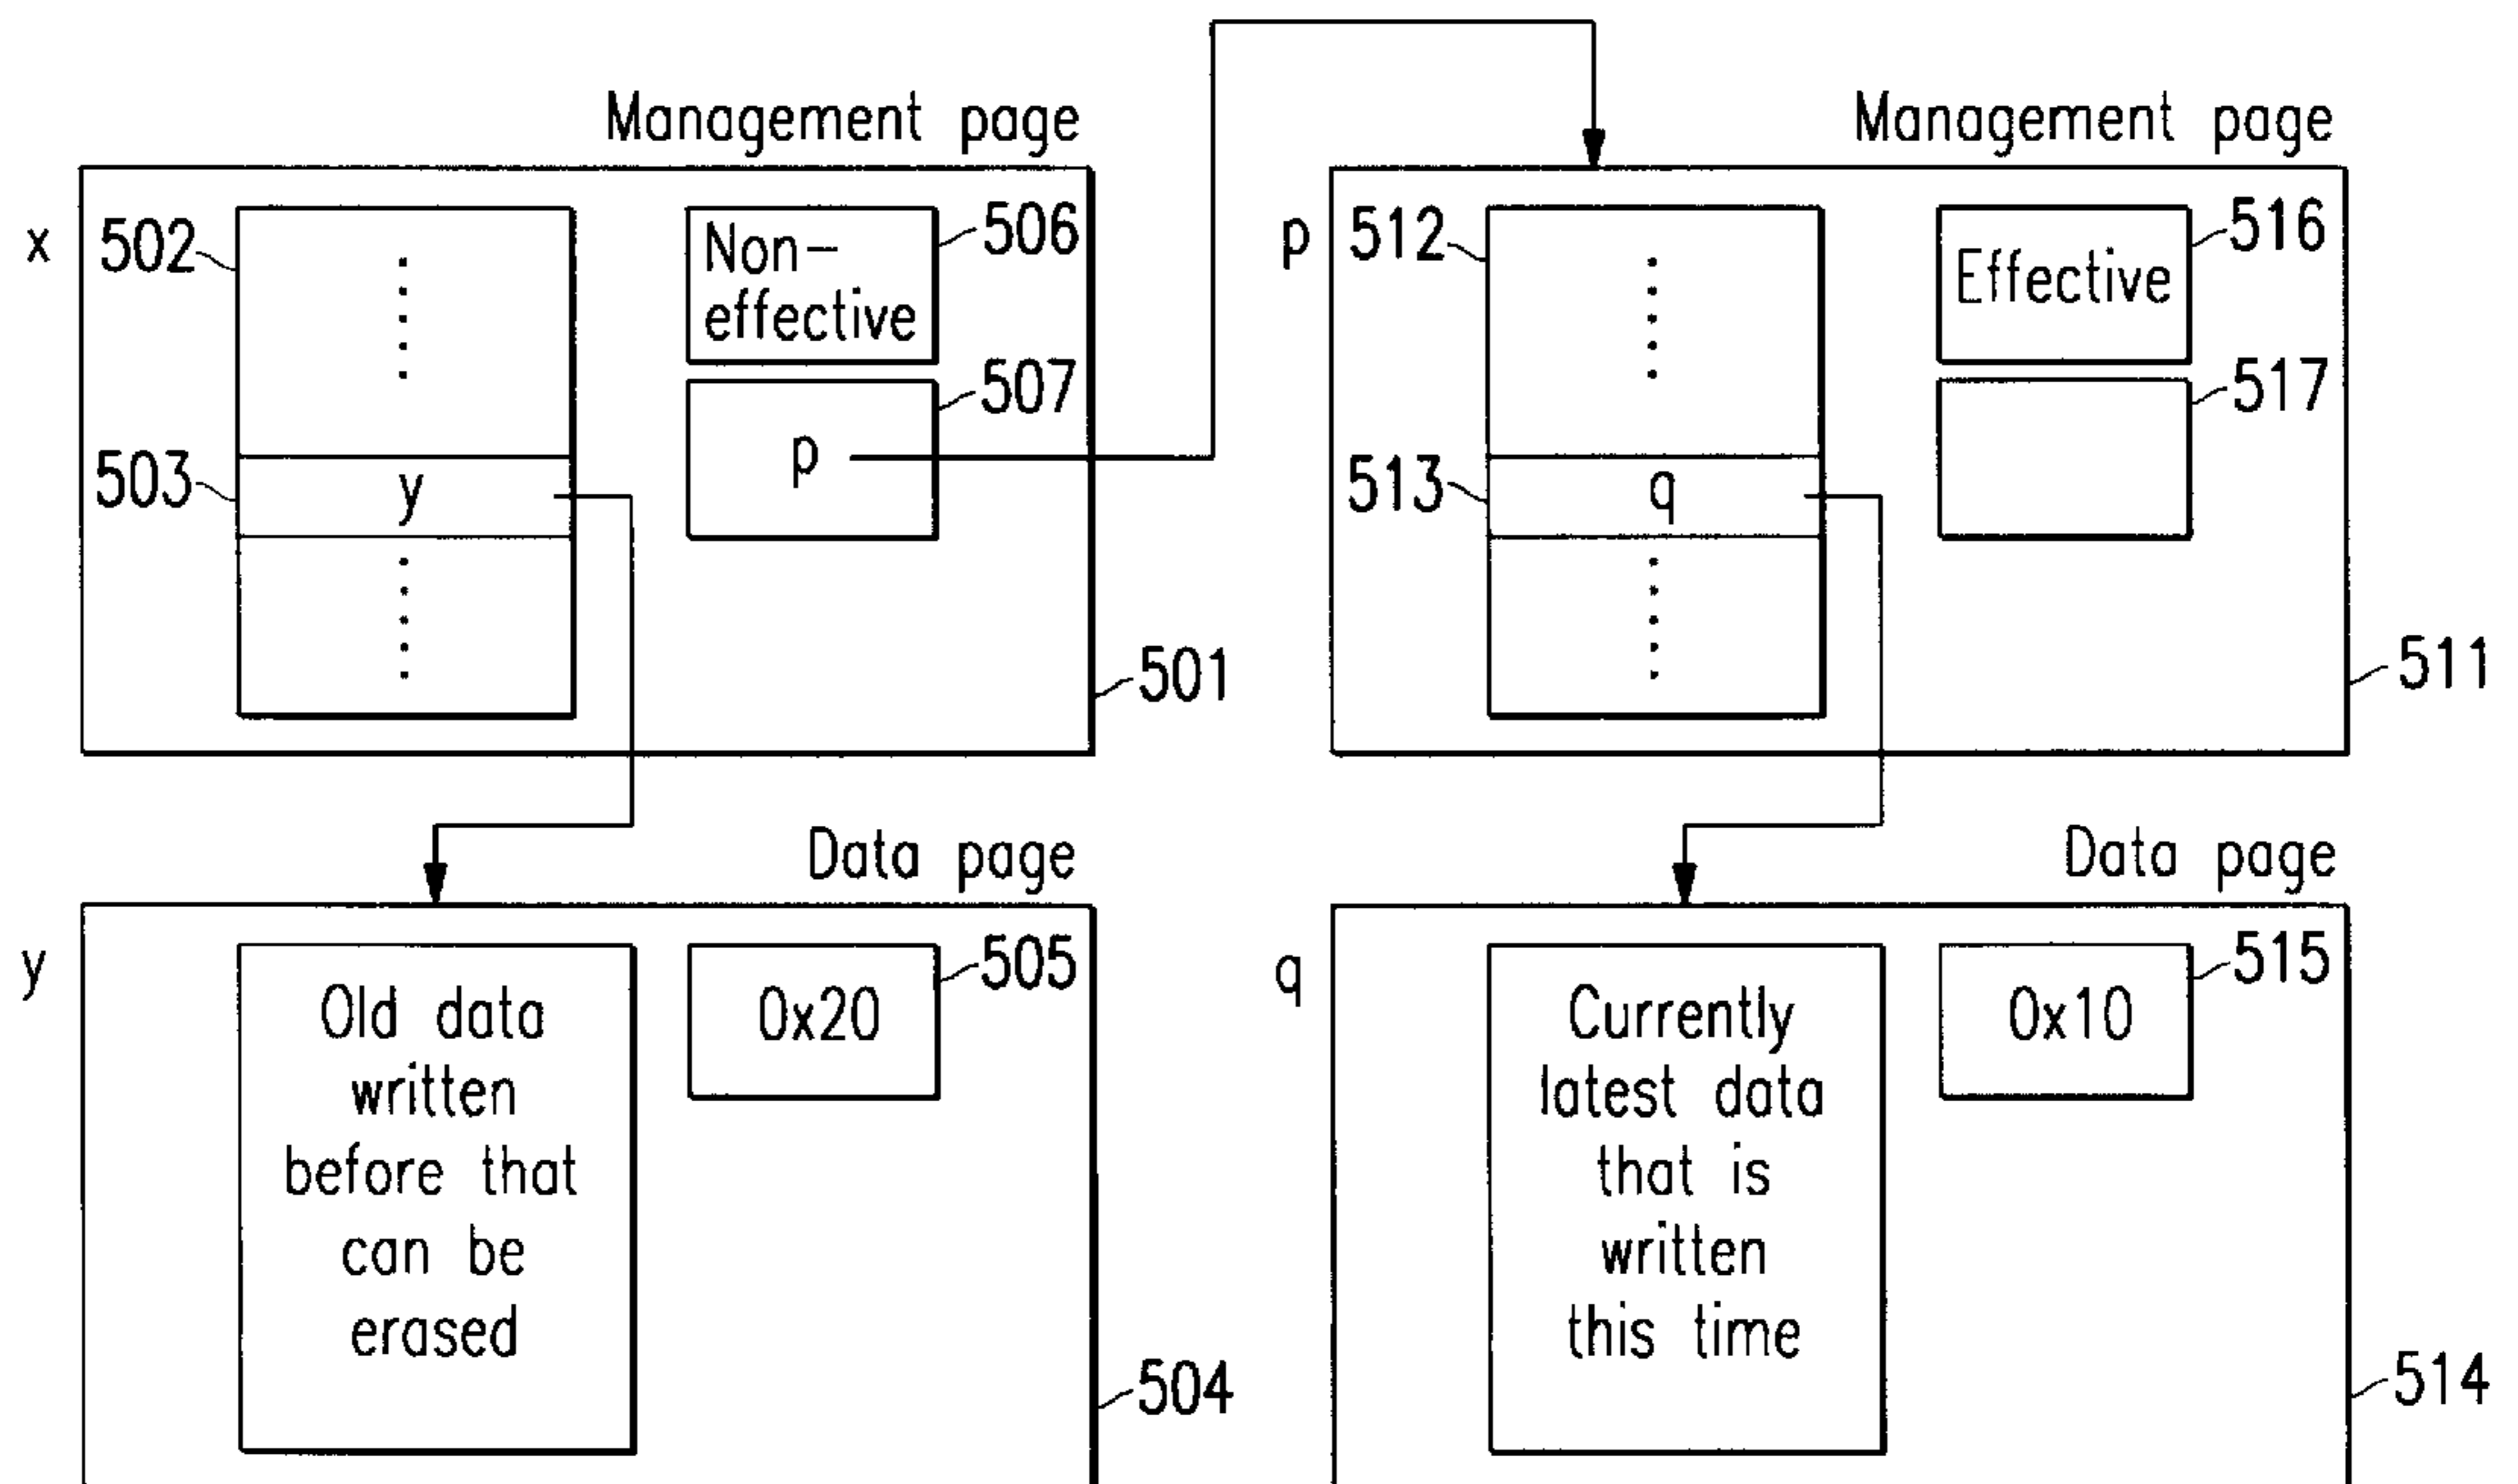 Management page
x
502
Non-
effective
506
p
507
503
y
501
Management page
p
512
Effective
516
517
513
q
511
Data page
y
Old data
written
before that
can be
erased
0x20
505
504
Data page
q
Currently
latest data
that is
written
this time
0x10
515
514